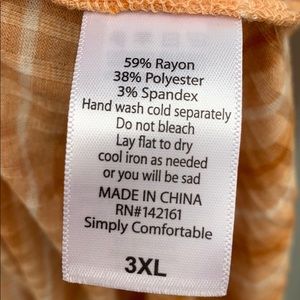 59% Rayon
38% Polyester
3% Spandex
Hand wash cold separately
Do not bleach
Lay flat to dry
cool iron as needed
or you will be sad
MADE IN CHINA
RN#142161
Simply Comfortable
3XL